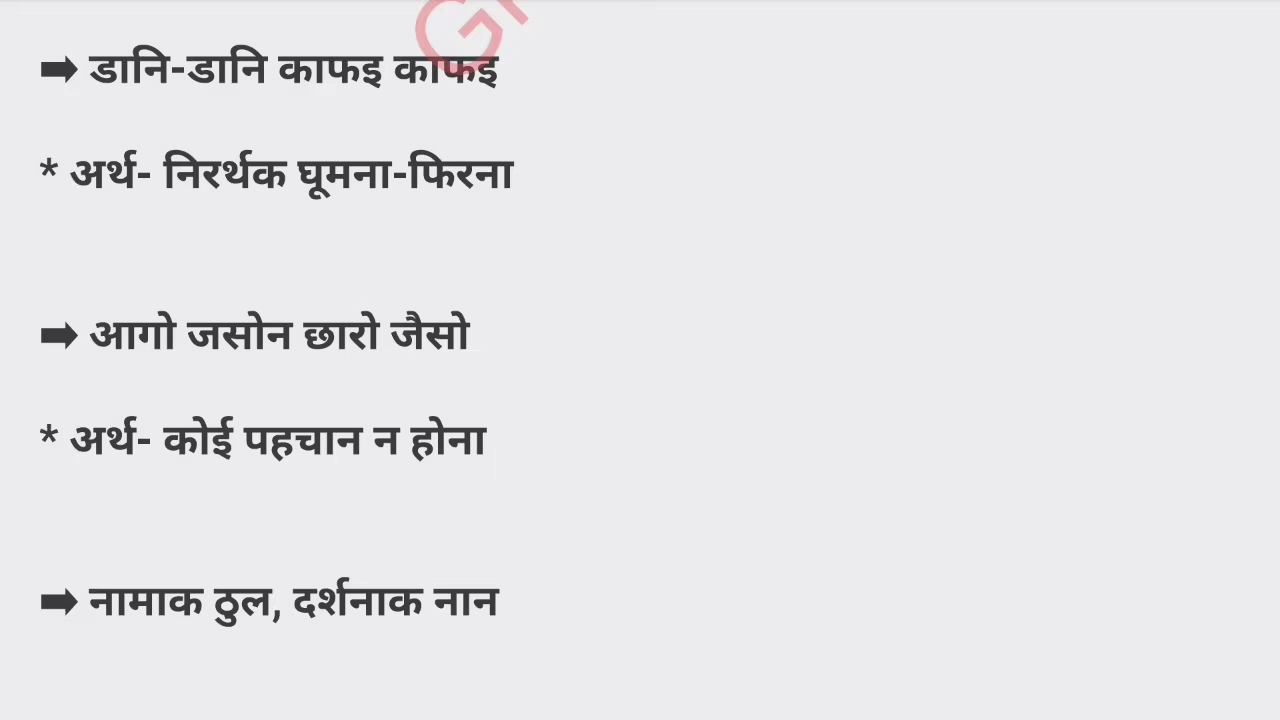 ➡ डानि-डानि काफइ काफइ
* अर्थ- निरर्थक घूमना-फिरना
➡ आगो जसोन छारो जैसो
* अर्थ- कोई पहचान न होना
➡ नामाक ठुल, दर्शनाक नान